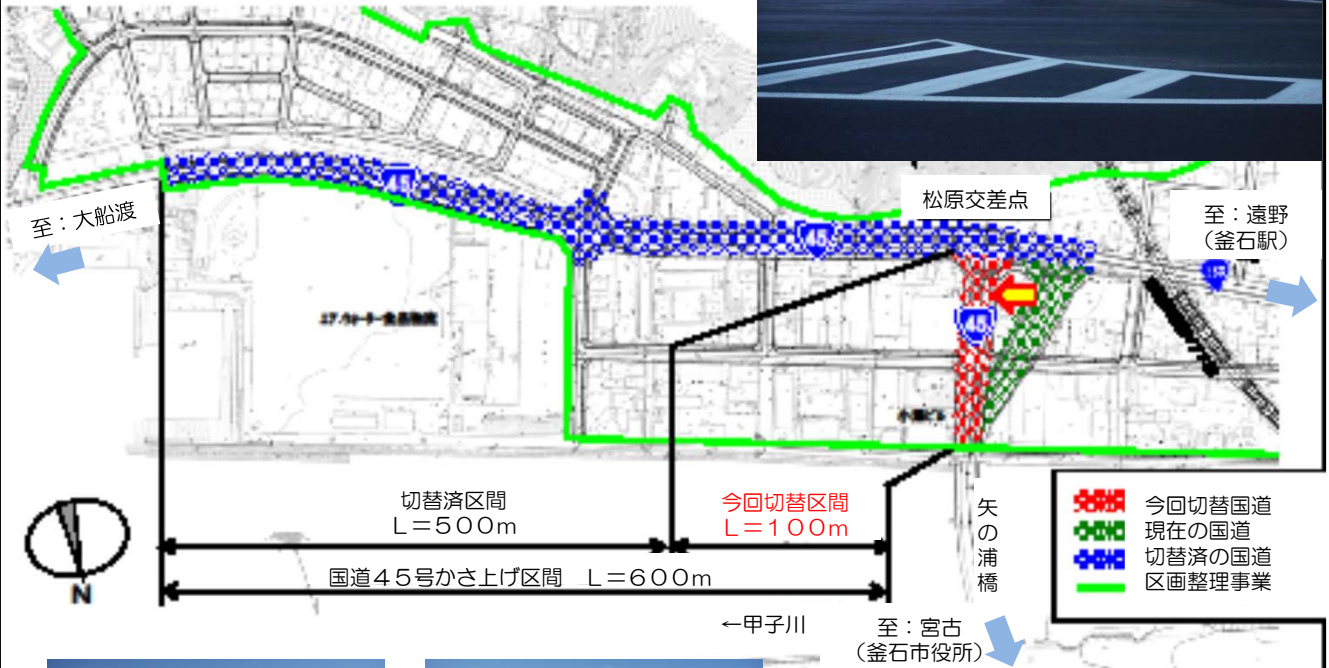 松原交差点
至：大船渡
至：遠野
（釜石駅）
45
45
45
切替済区間
L＝500m
今回切替区間
L＝100m
国道45号かさ上げ区間　L＝600m
矢の浦橋
N
←甲子川
至：宮古
（釜石市役所）
今回切替国道
現在の国道
切替済の国道
区画整理事業